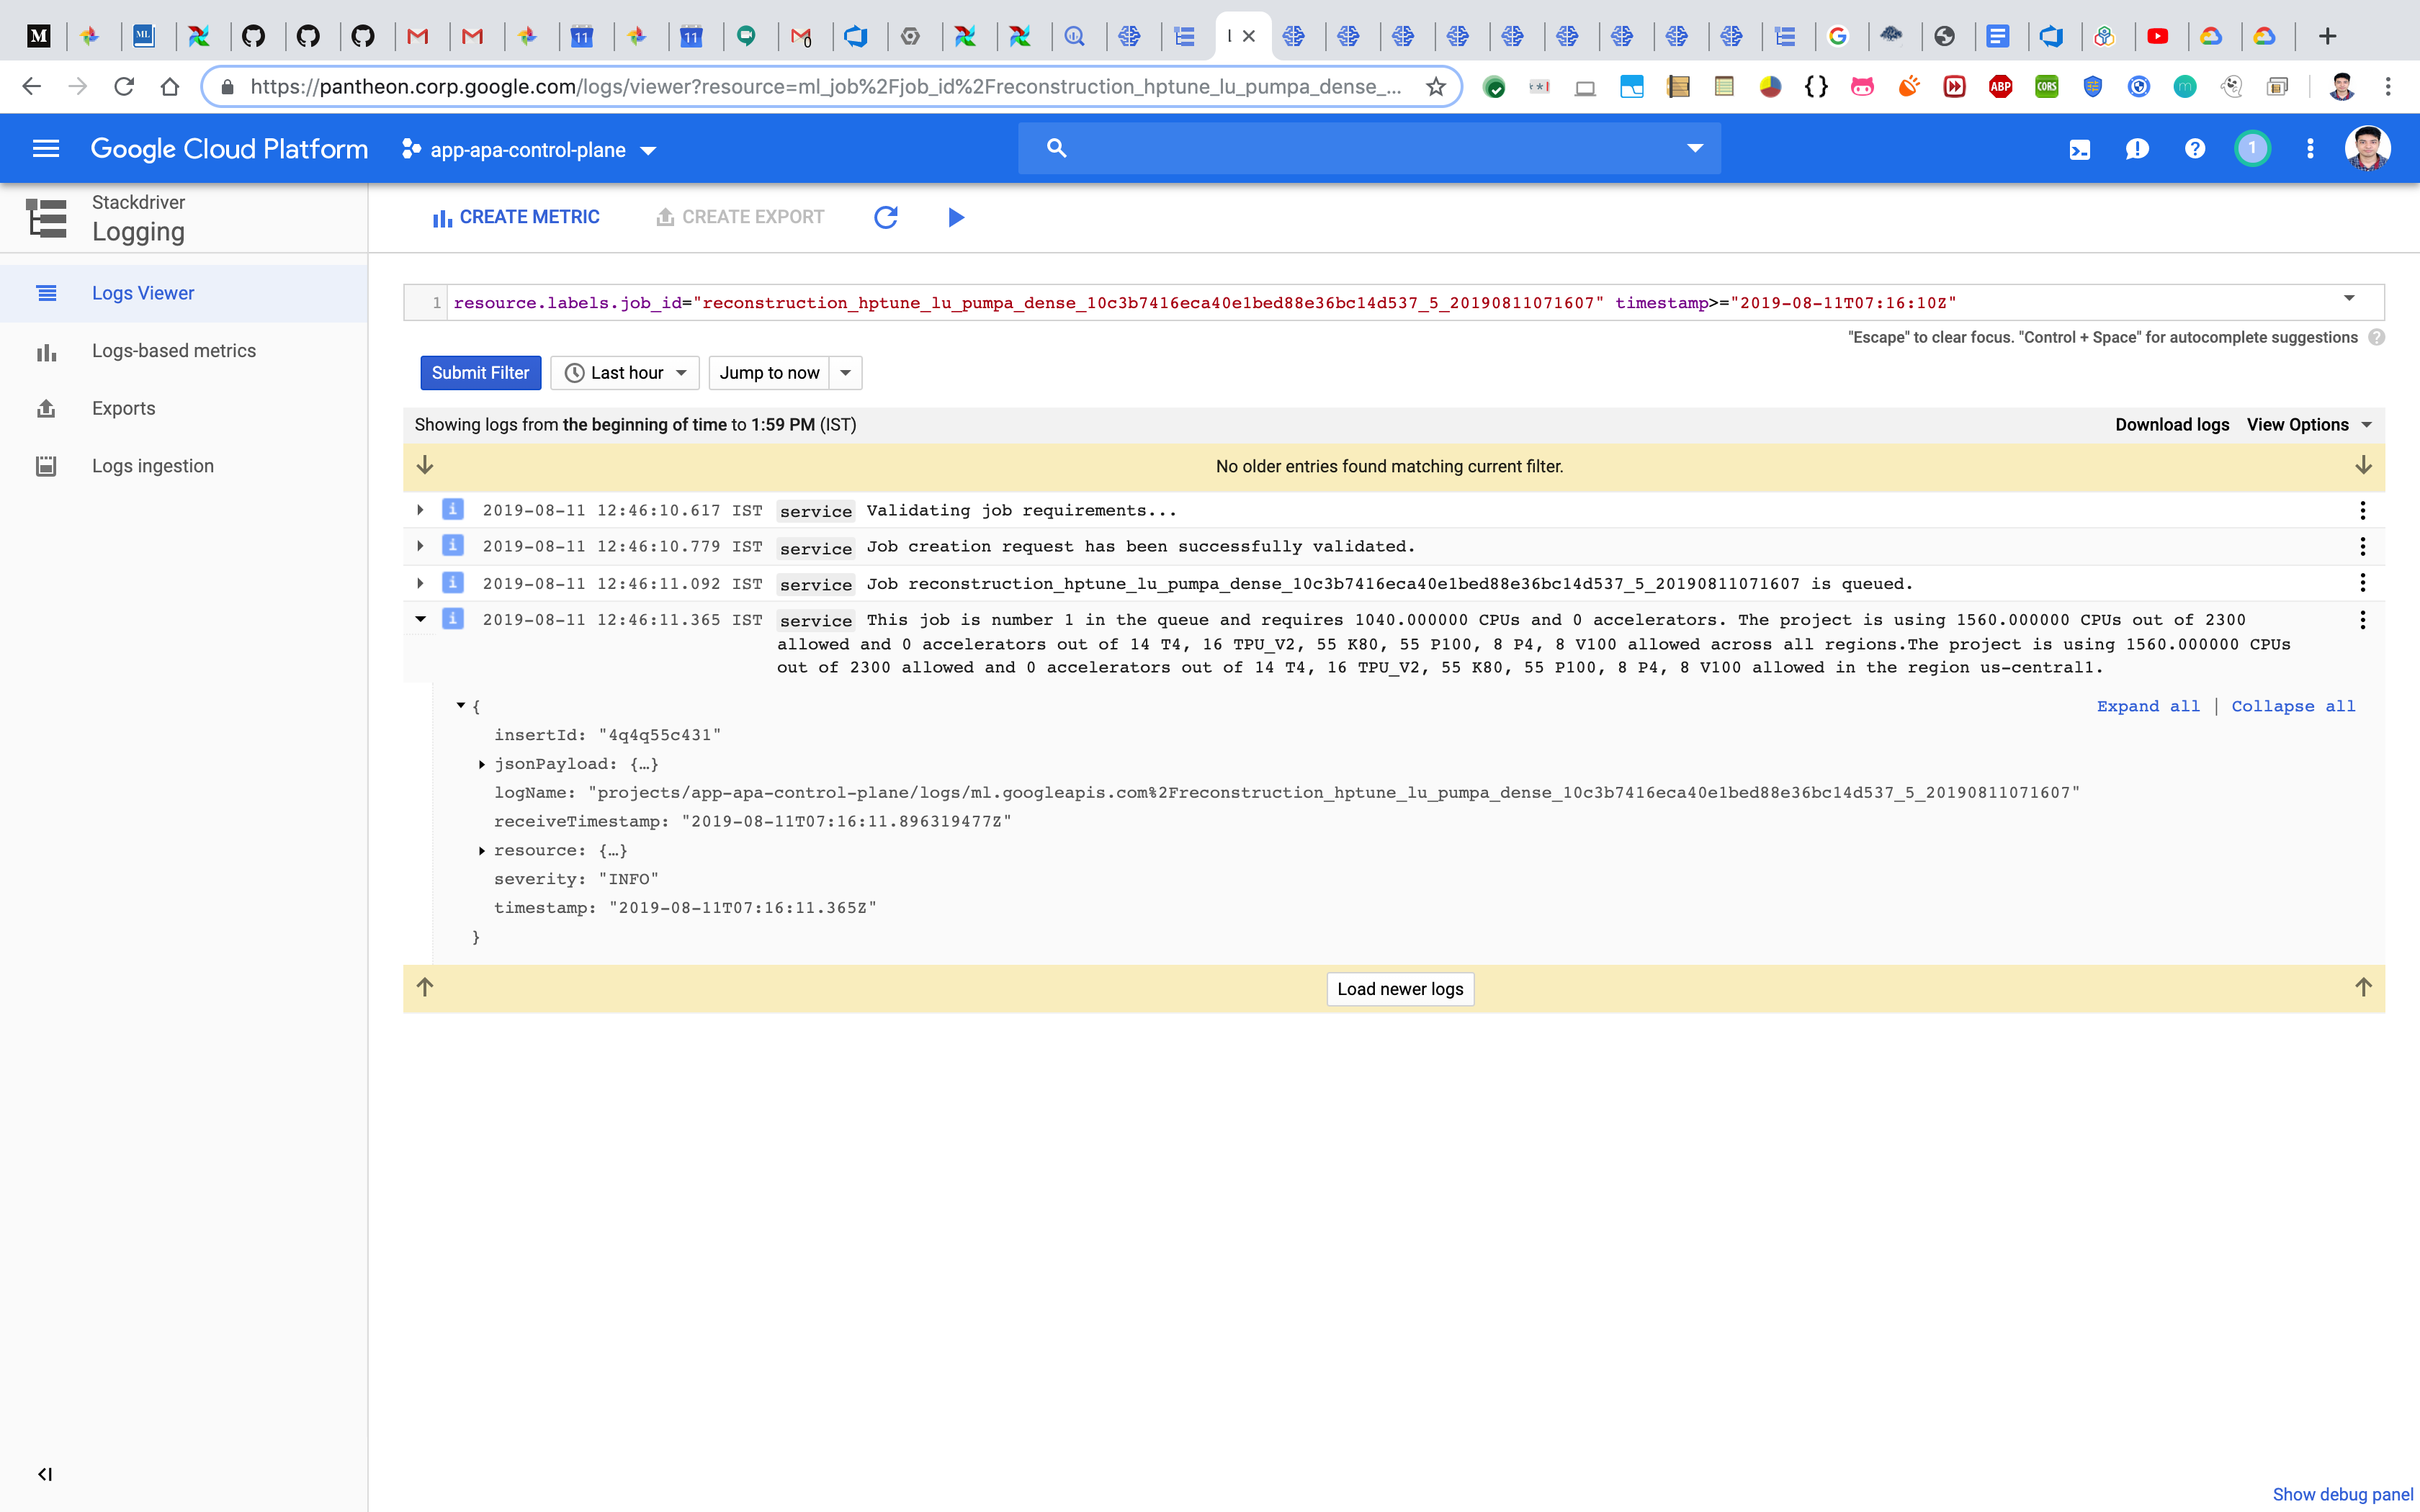 https://pantheon.corp.google.com/logs/viewer?resource=ml_job%2Fjob_id%2Freconstruction_hptune_lu_pumpa_dense_...
Google Cloud Platform
app-apa-control-plane
1
Stackdriver
Logging
CREATE METRIC
CREATE EXPORT
Logs Viewer
Logs-based metrics
Exports
Logs ingestion
1 resource.labels.job_id="reconstruction_hptune_lu_pumpa_dense_10c3b7416eca40e1bed88e36bc14d537_5_20190811071607" timestamp>="2019-08-11T07:16:10Z"
"Escape" to clear focus. "Control + Space" for autocomplete suggestions
Submit Filter
Last hour
Jump to now
Showing logs from the beginning of time to 1:59 PM (IST)
Download logs
View Options
No older entries found matching current filter.
2019-08-11 12:46:10.617 IST service Validating job requirements...
2019-08-11 12:46:10.779 IST service Job creation request has been successfully validated.
2019-08-11 12:46:11.092 IST service Job reconstruction_hptune_lu_pumpa_dense_10c3b7416eca40e1bed88e36bc14d537_5_20190811071607 is queued.
2019-08-11 12:46:11.365 IST service This job is number 1 in the queue and requires 1040.000000 CPUs and 0 accelerators. The project is using 1560.000000 CPUs out of 2300
allowed and 0 accelerators out of 14 T4, 16 TPU_V2, 55 K80, 55 P100, 8 P4, 8 V100 allowed across all regions.The project is using 1560.000000 CPUs
out of 2300 allowed and 0 accelerators out of 14 T4, 16 TPU_V2, 55 K80, 55 P100, 8 P4, 8 V100 allowed in the region us-central1.
{
Expand all | Collapse all
insertId: "4q4q55c431"
jsonPayload: {…}
logName: "projects/app-apa-control-plane/logs/ml.googleapis.com%2Freconstruction_hptune_lu_pumpa_dense_10c3b7416eca40e1bed88e36bc14d537_5_20190811071607"
receiveTimestamp: "2019-08-11T07:16:11.896319477Z"
resource: {…}
severity: "INFO"
timestamp: "2019-08-11T07:16:11.365Z"
}
Load newer logs
Show debug panel